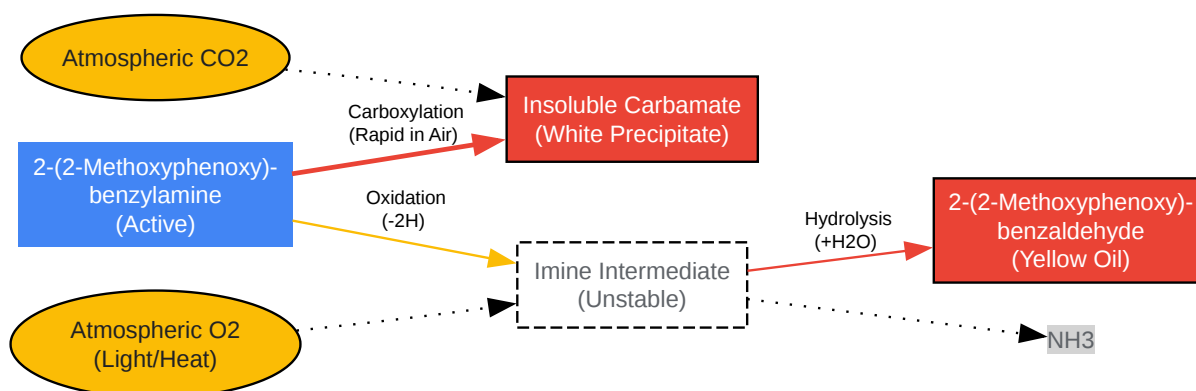 Atmospheric CO2
Carboxylation
(Rapid in Air)
Insoluble Carbamate
(White Precipitate)
2-(2-Methoxyphenoxy)-
benzylamine
(Active)
Oxidation
(-2H)
Imine Intermediate
(Unstable)
Hydrolysis
(+H2O)
2-(2-Methoxyphenoxy)-
benzaldehyde
(Yellow Oil)
Atmospheric O2
(Light/Heat)
NH3